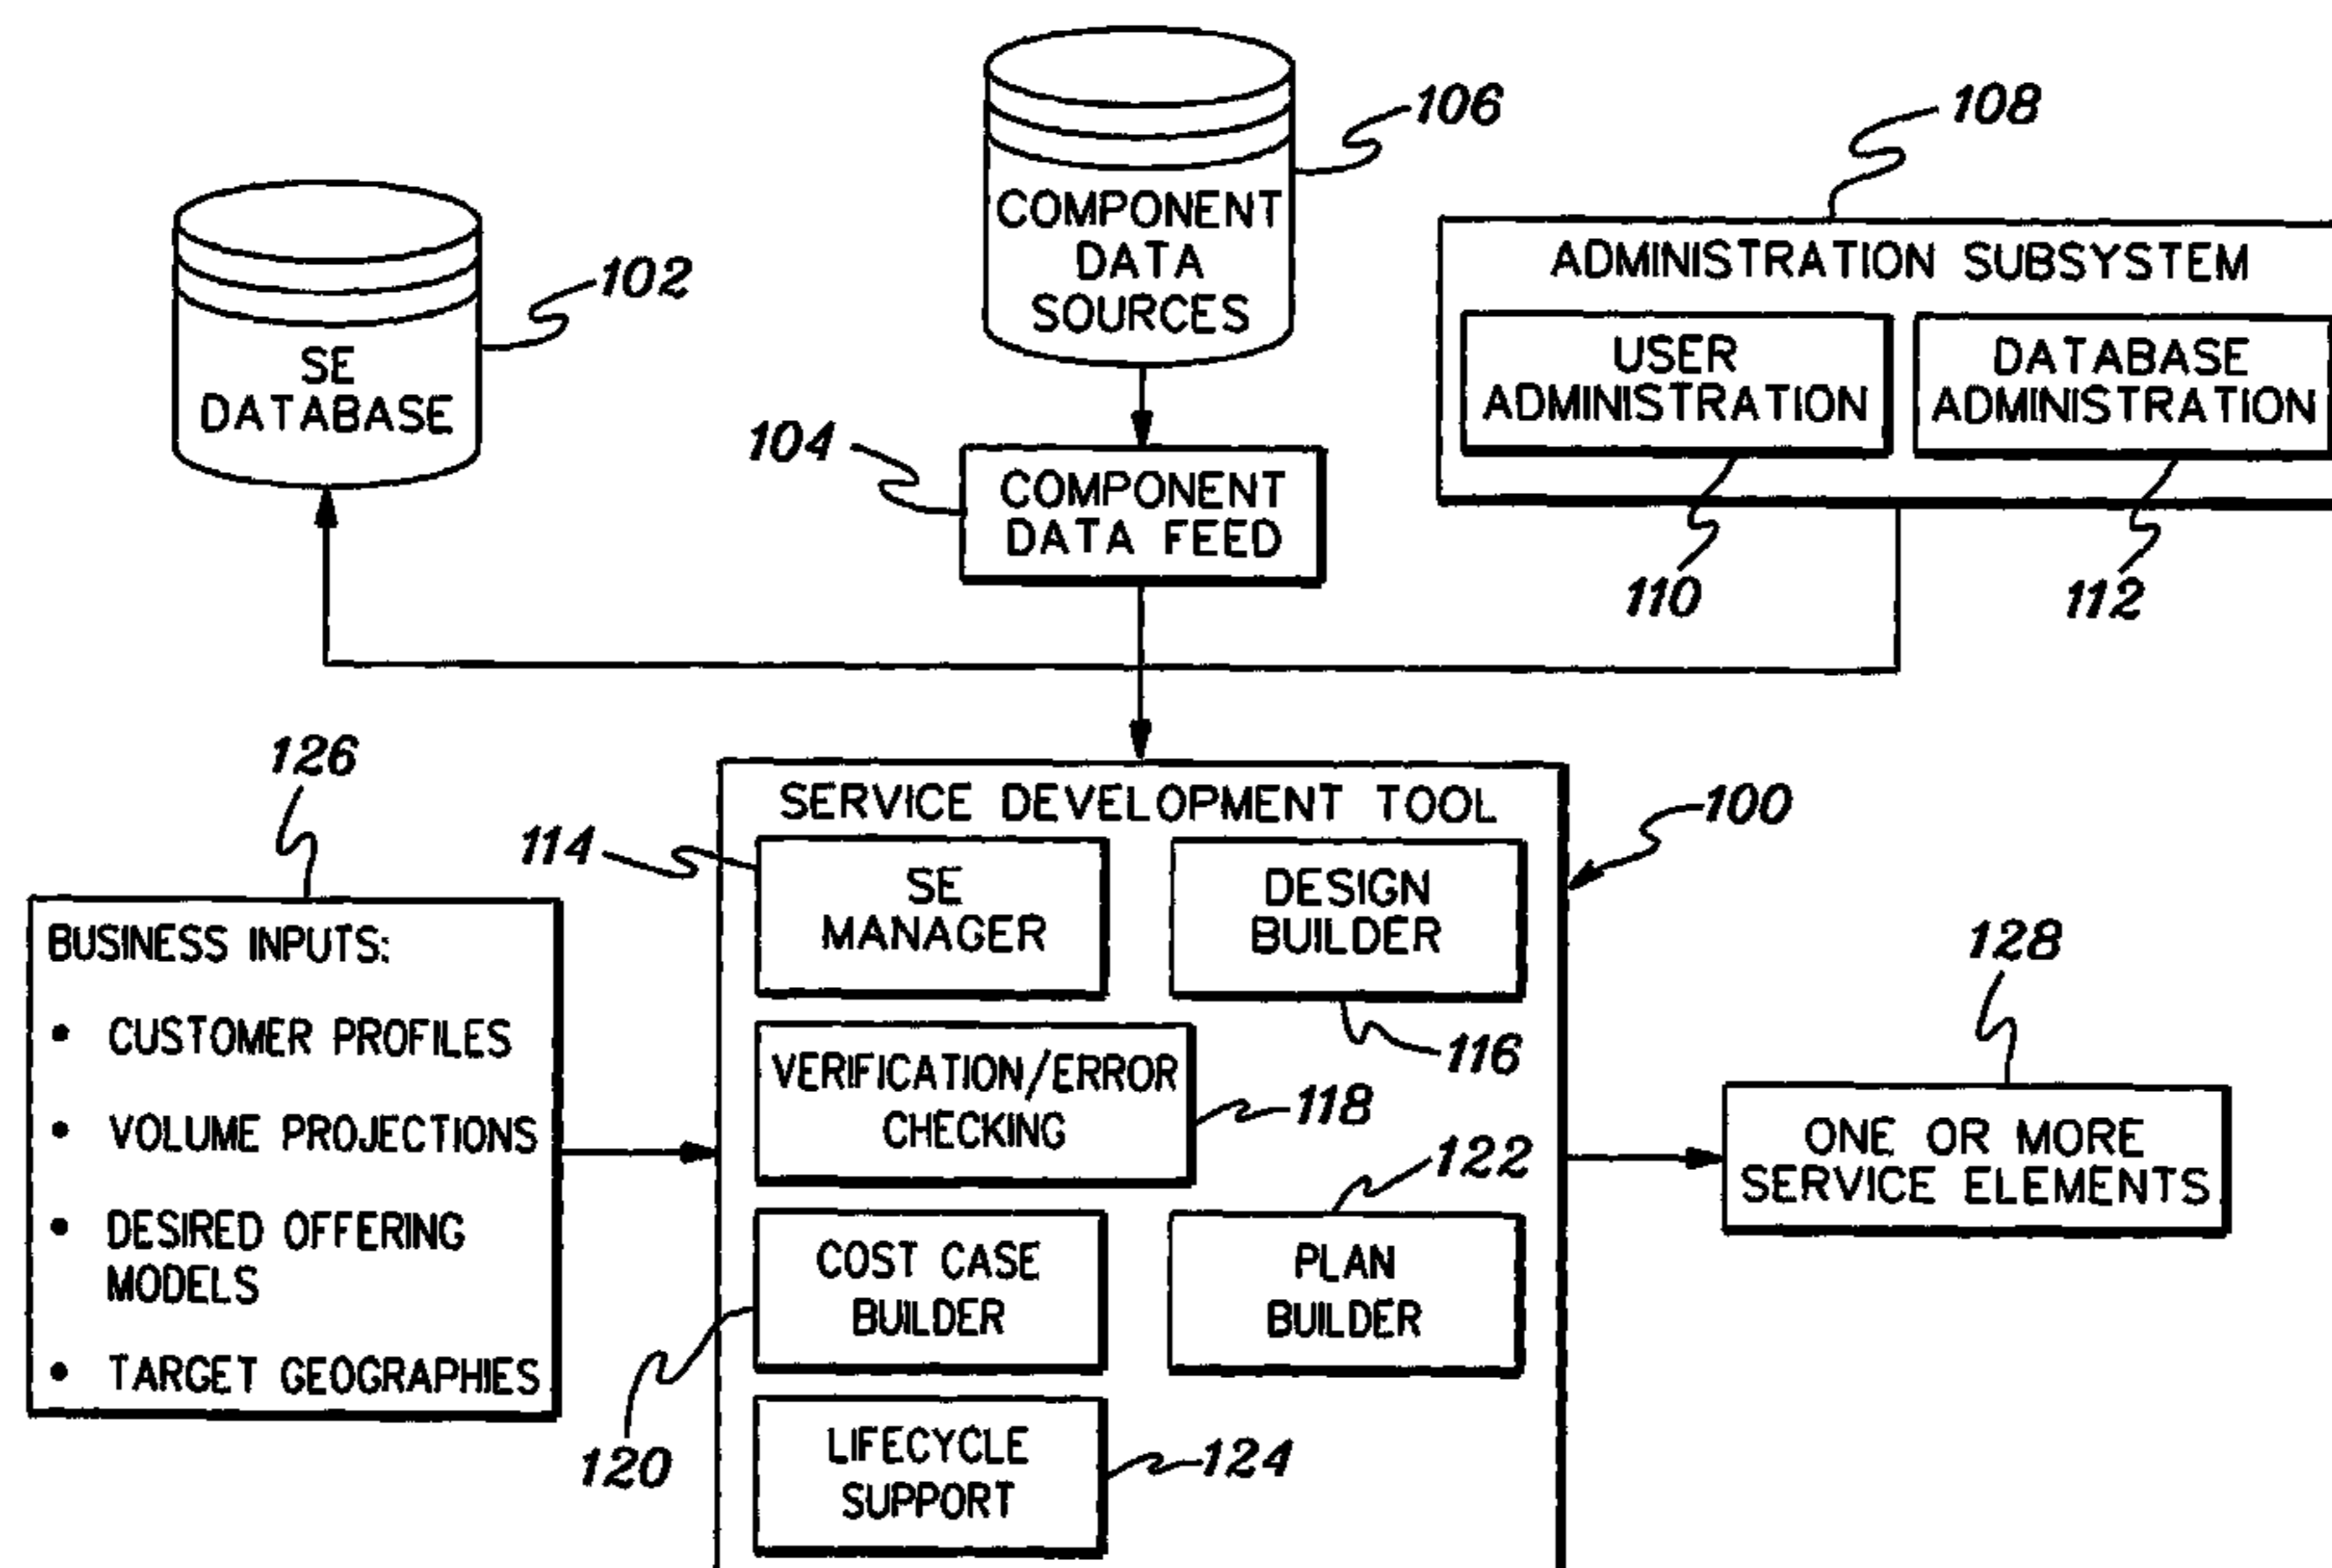 106
108
COMPONENT
DATA
SOURCES
102
SE
DATABASE
ADMINISTRATION SUBSYSTEM
USER
ADMINISTRATION
DATABASE
ADMINISTRATION
104
COMPONENT
DATA FEED
110
112
126
SERVICE DEVELOPMENT TOOL
100
114
SE
MANAGER
DESIGN
BUILDER
116
BUSINESS INPUTS:
• CUSTOMER PROFILES
• VOLUME PROJECTIONS
• DESIRED OFFERING
MODELS
• TARGET GEOGRAPHIES
VERIFICATION/ERROR
CHECKING
118
122
COST CASE
BUILDER
PLAN
BUILDER
120
LIFECYCLE
SUPPORT
124
128
ONE OR MORE
SERVICE ELEMENTS